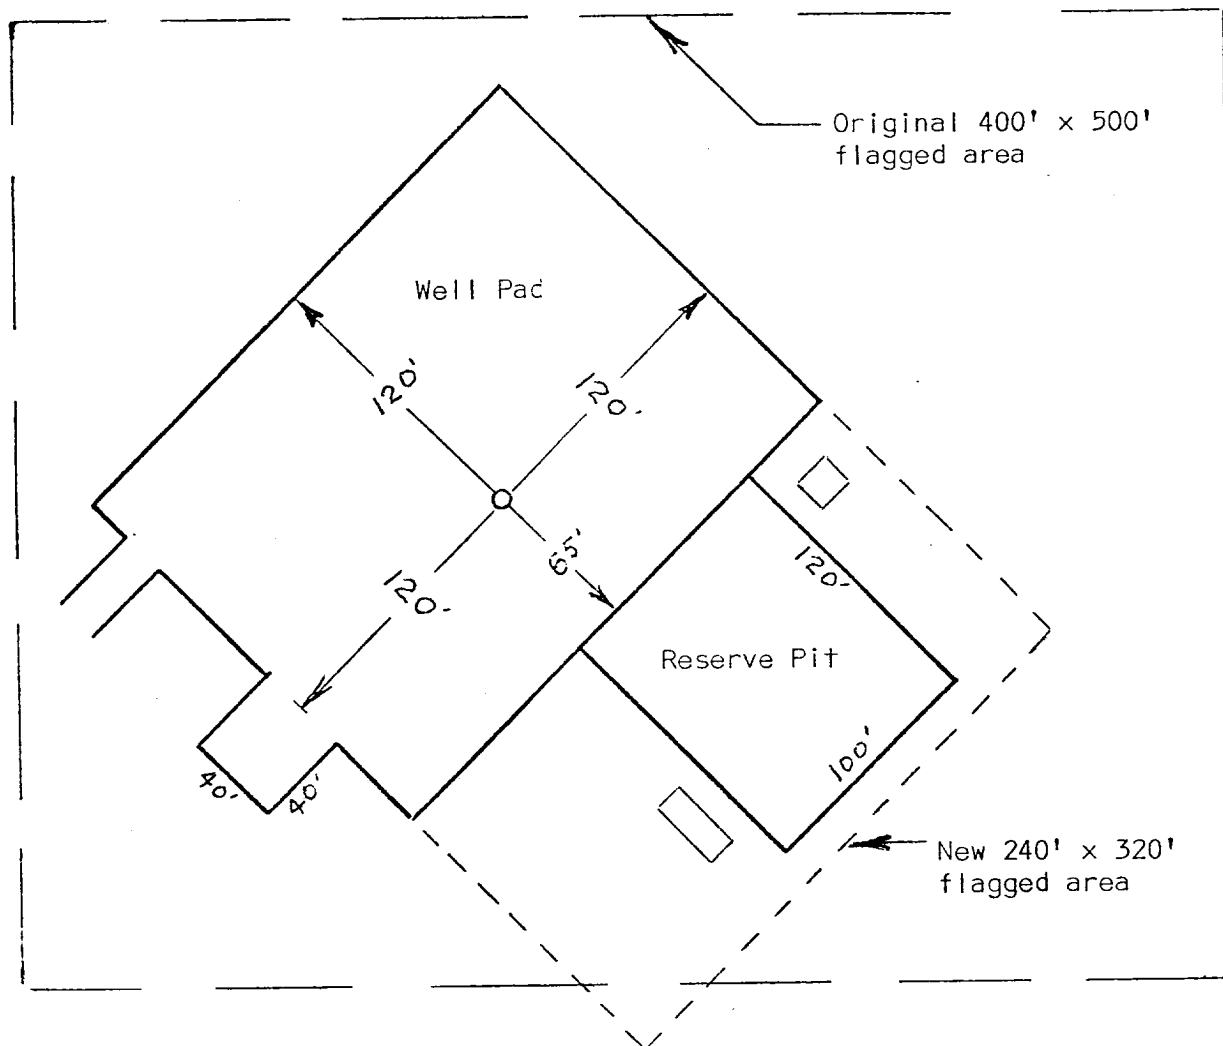 Original 400' x 500'
flagged area
Well Pad
120'
120'
65'
120'
120'
Reserve Pit
100'
40'
40'
New 240' x 320'
flagged area